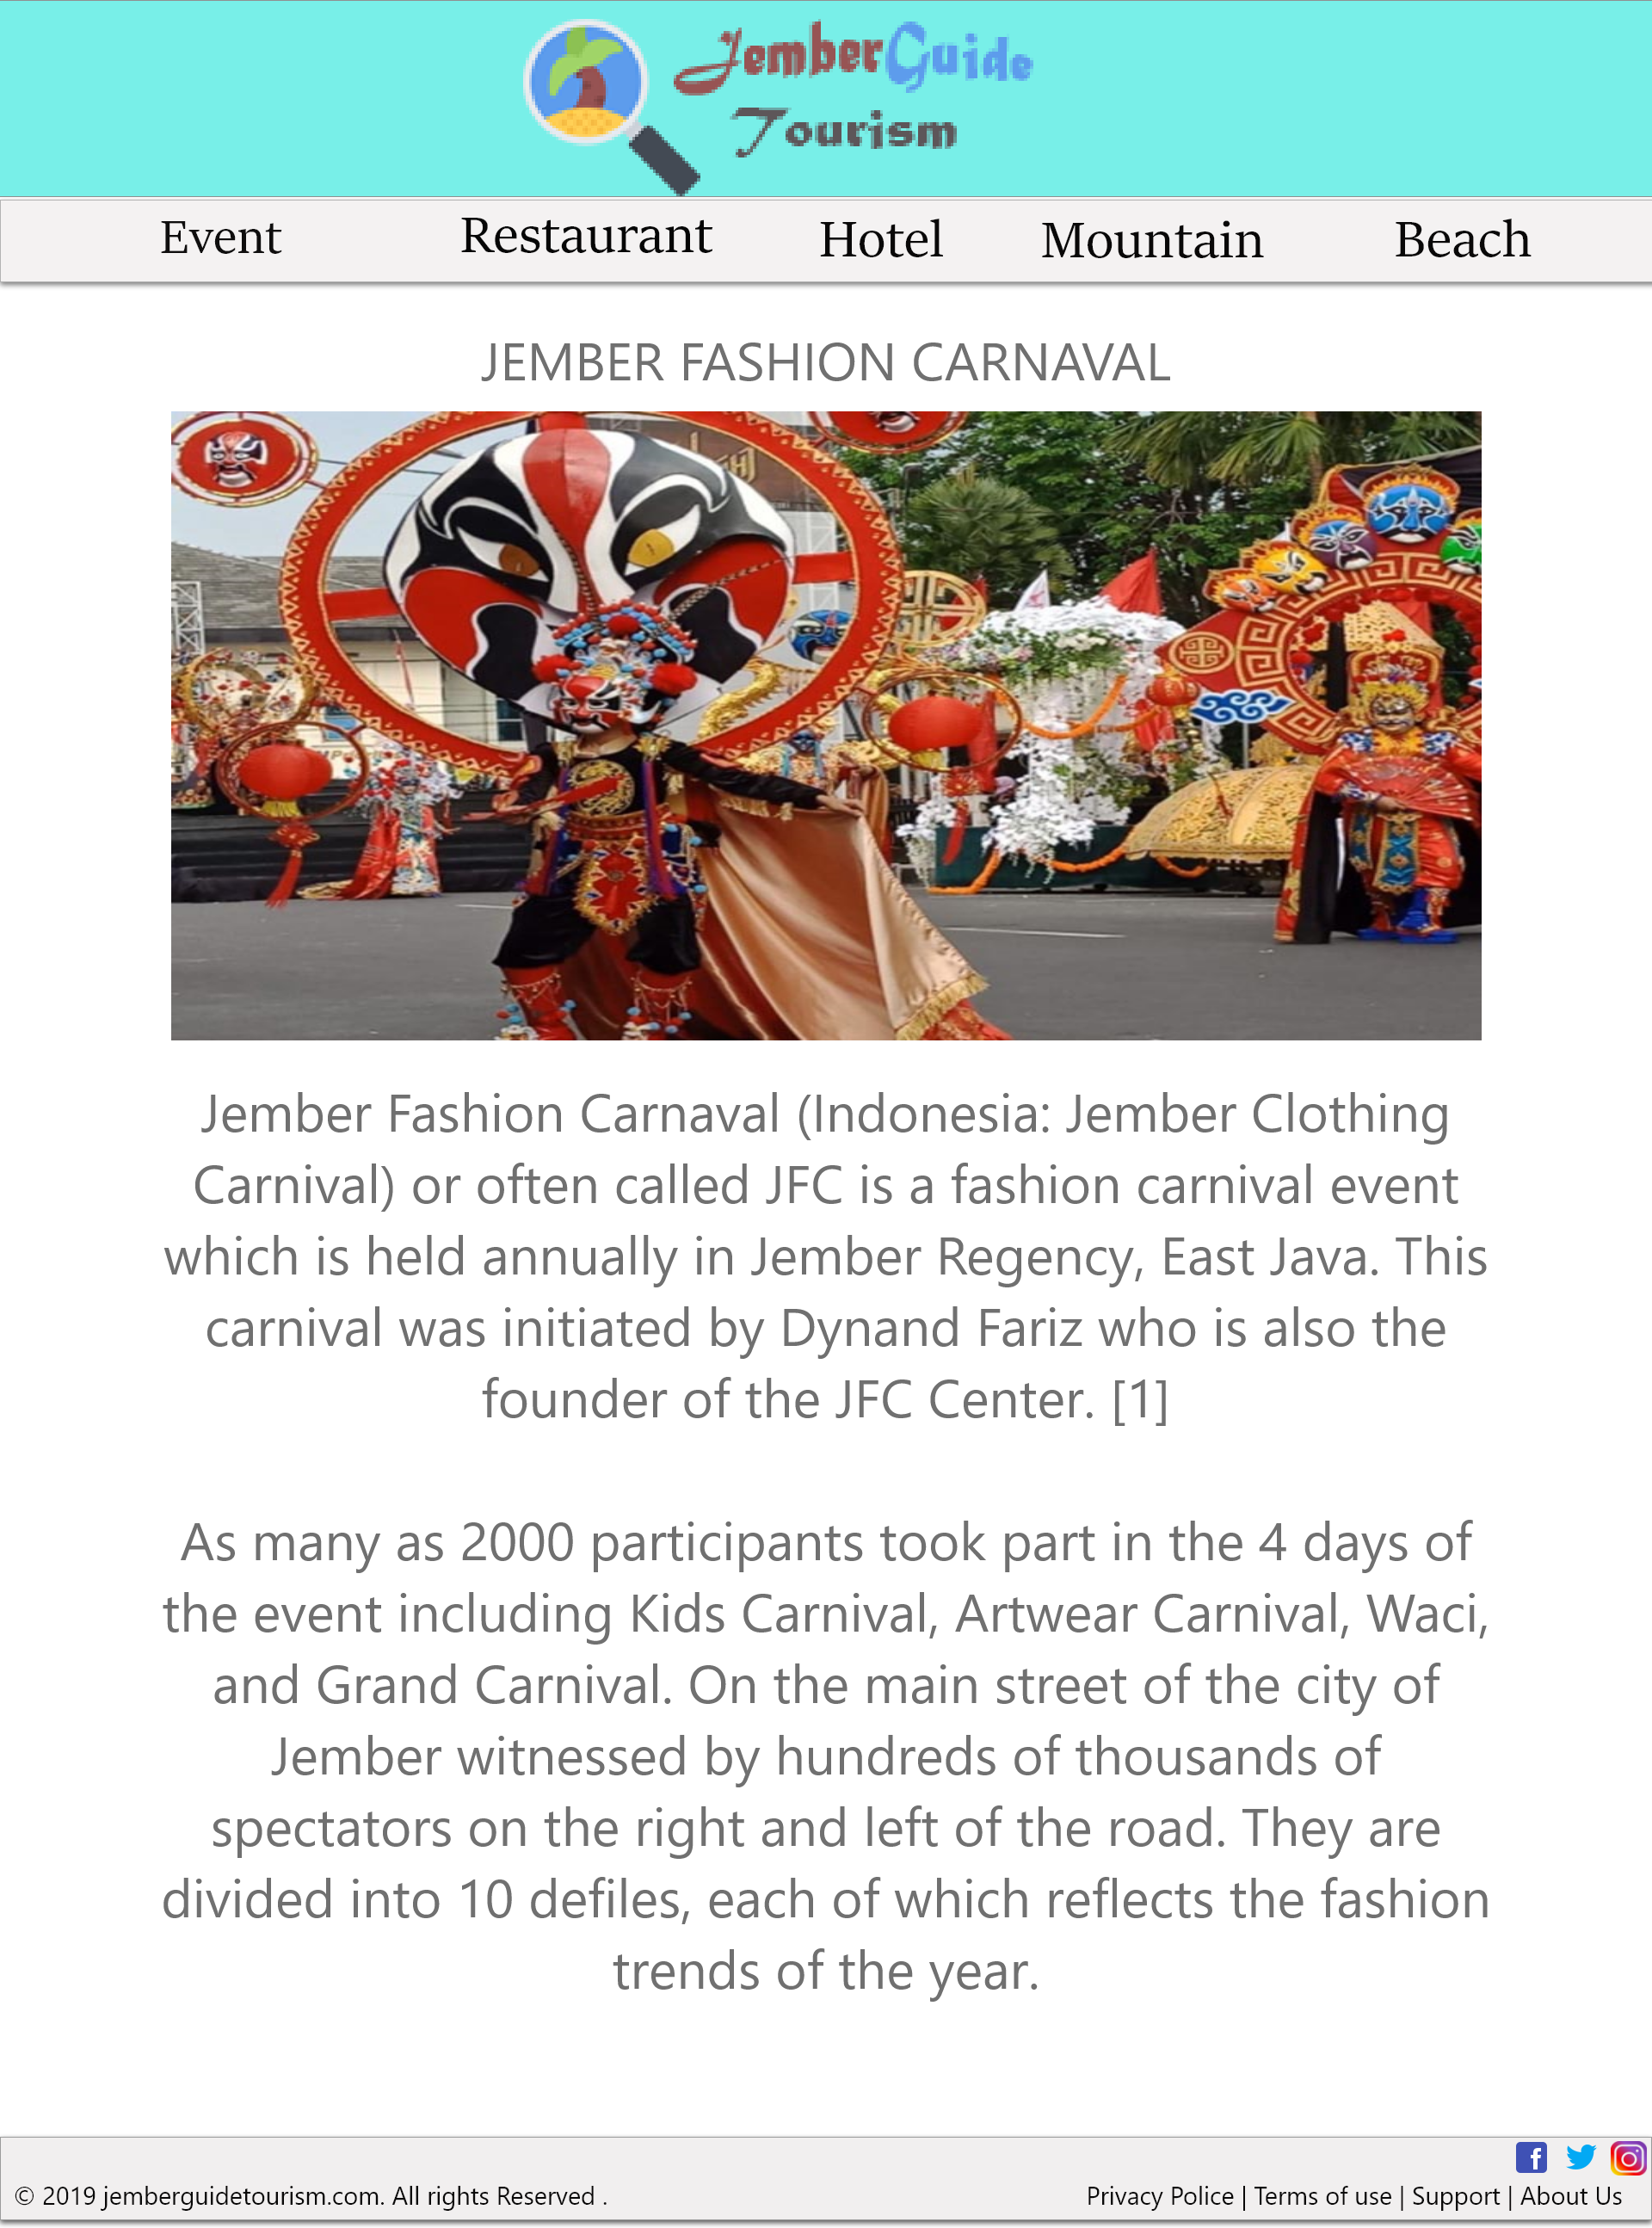 JemberGuide
Tourism
Event Restaurant Hotel Mountain Beach
JEMBER FASHION CARNAVAL
Jember Fashion Carnaval (Indonesia: Jember Clothing
Carnival) or often called JFC is a fashion carnival event
which is held annually in Jember Regency, East Java. This
carnival was initiated by Dynand Fariz who is also the
founder of the JFC Center. [1]
As many as 2000 participants took part in the 4 days of
the event including Kids Carnival, Artwear Carnival, Waci,
and Grand Carnival. On the main street of the city of
Jember witnessed by hundreds of thousands of
spectators on the right and left of the road. They are
divided into 10 defiles, each of which reflects the fashion
trends of the year.
© 2019 jemberguidetourism.com. All rights Reserved .
Privacy Police | Terms of use | Support | About Us